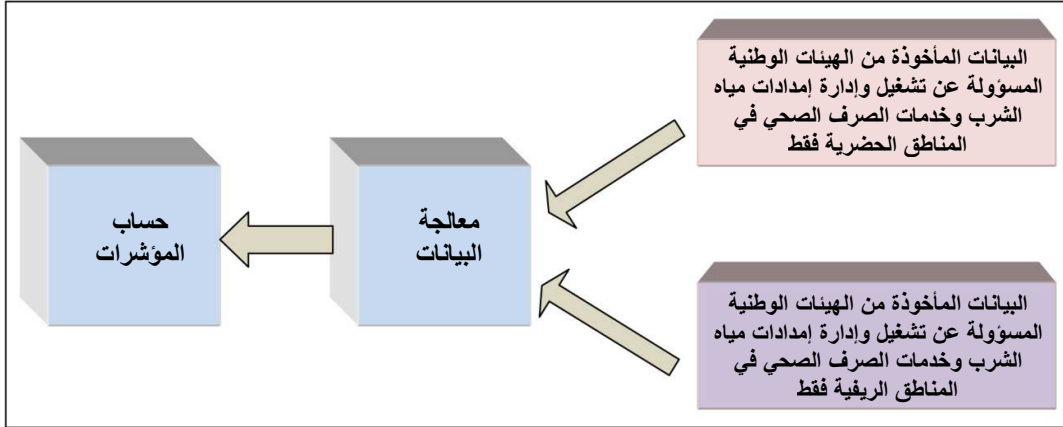 البيانات المأخوذة من الهيئات الوطنية
المسؤولة عن تشغيل وإدارة إمدادات مياه
الشرب وخدمات الصرف الصحي في
المناطق الحضرية فقط
معالجة
البيانات
حساب
المؤشرات
البيانات المأخوذة من الهيئات الوطنية
المسؤولة عن تشغيل وإدارة إمدادات مياه
الشرب وخدمات الصرف الصحي في
المناطق الريفية فقط